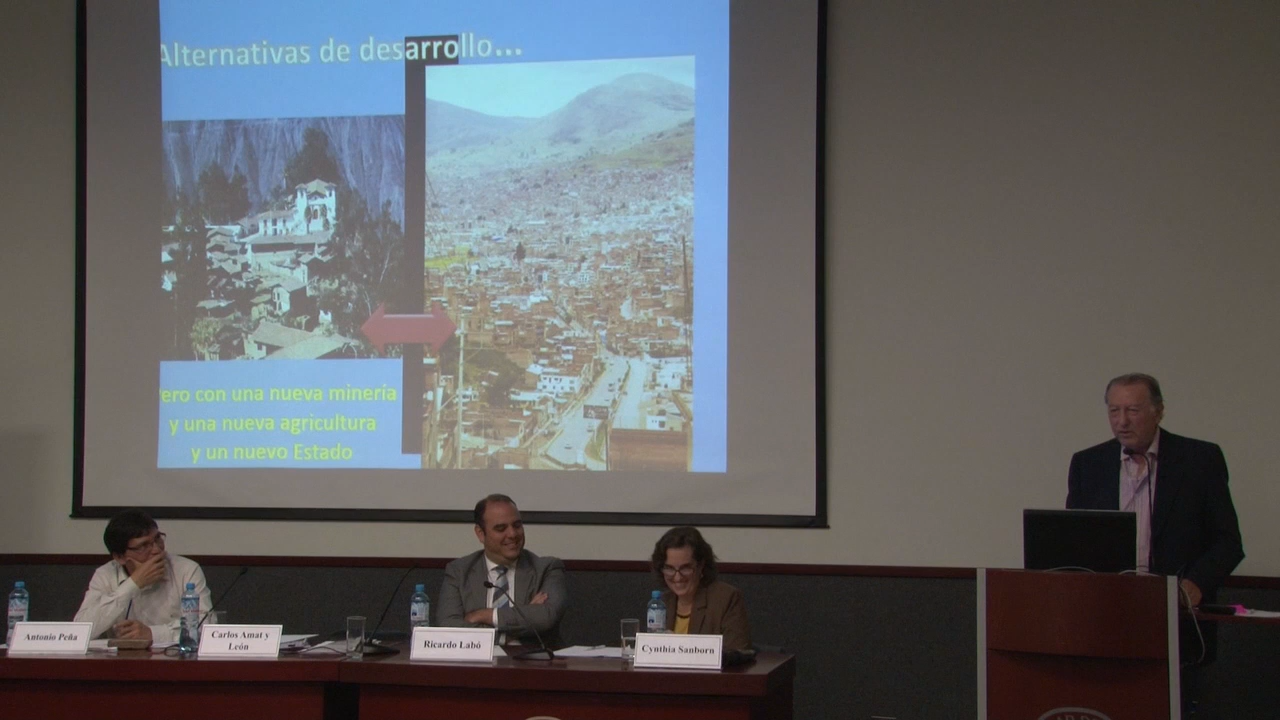 Alternativas de desarrollo...
ero con una nueva minería
y una nueva agricultura
y un nuevo Estado
Antonio Peña
Carlos Amat y
León
Ricardo Labó
Cynthia Sanborn